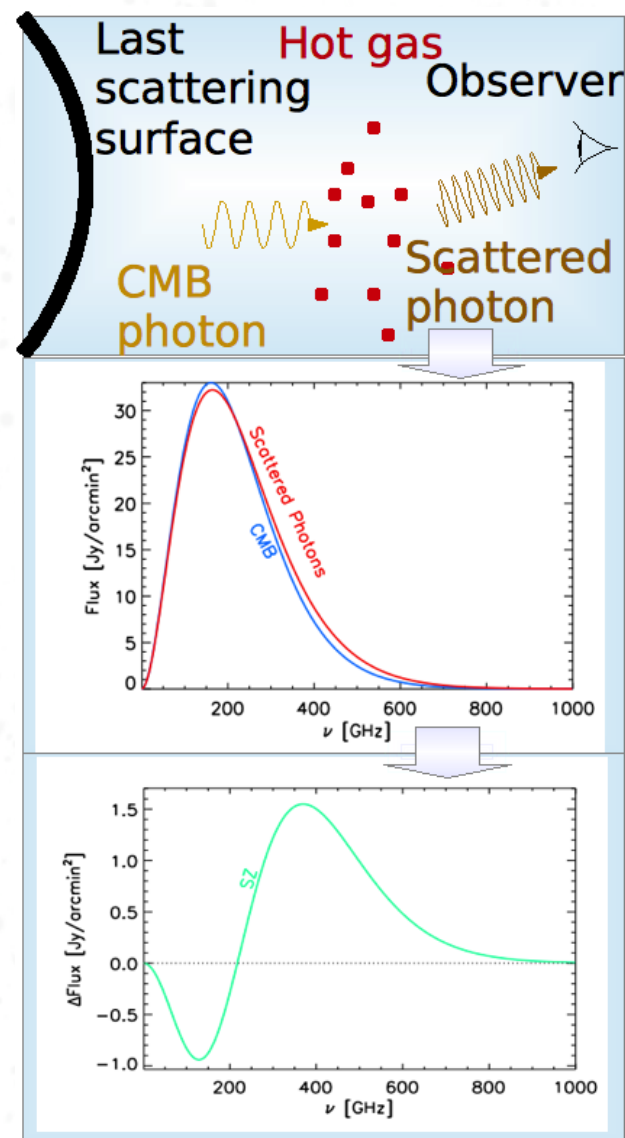 Last
scattering
surface
Hot gas
Observer
CMB
photon
Scattered
photon
Flux [Jy/arcmin²]
30
25
20
15
10
5
0
Scattered Photons
CMB
200 400 600 800 1000
ν [GHz]
ΔFlux [Jy/arcmin²]
1.5
1.0
0.5
0.0
−0.5
−1.0
SZ
200 400 600 800 1000
ν [GHz]